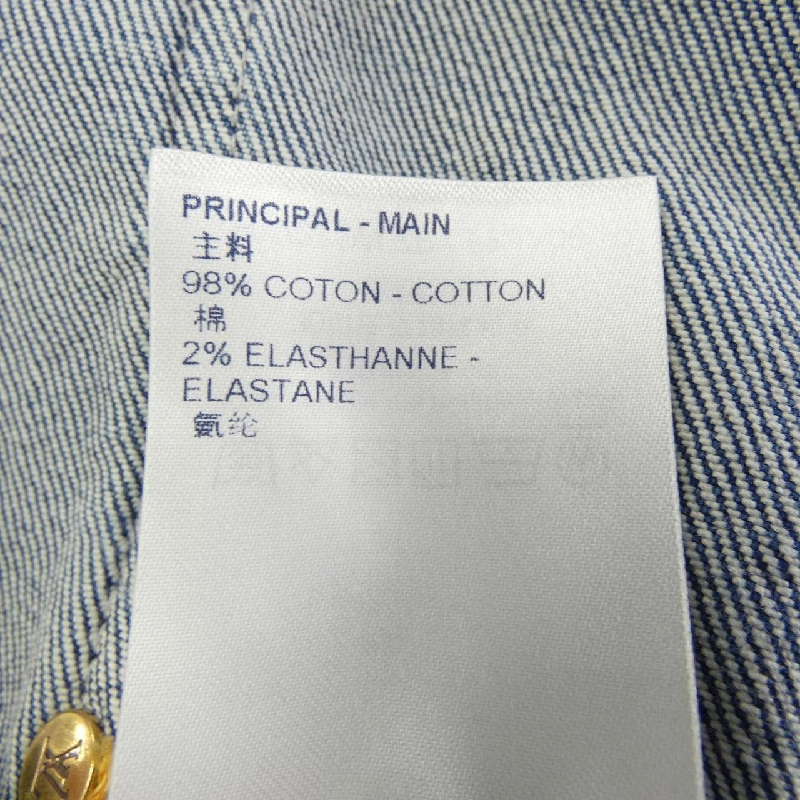 PRINCIPAL - MAIN
主料
98% COTON - COTTON
棉
2% ELASTHANNE -
ELASTANE
氨纶